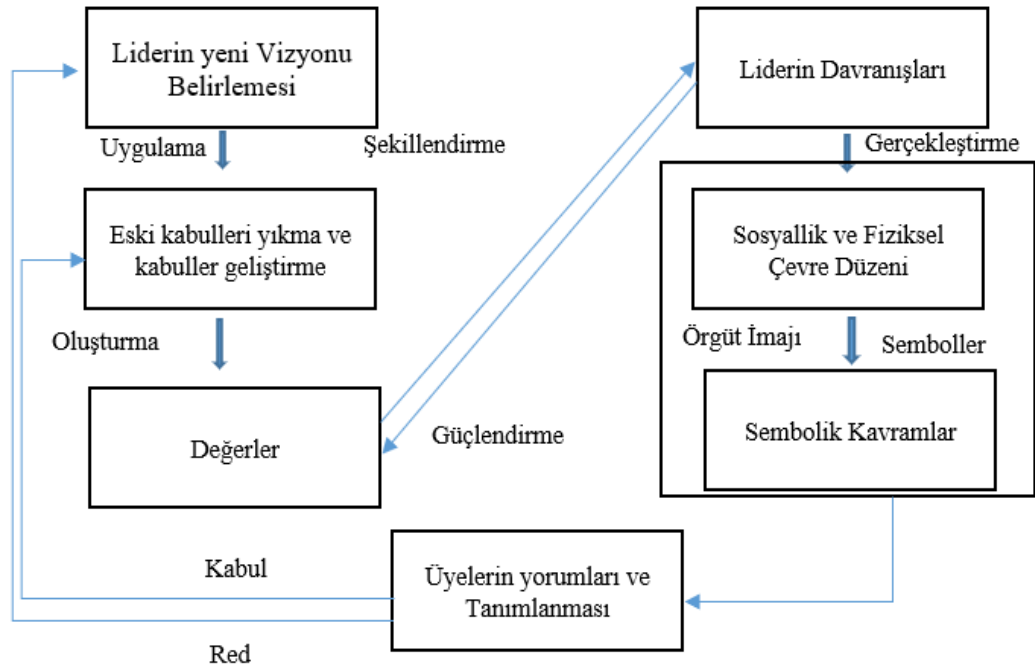 Liderin yeni Vizyonu
Belirlemesi
Liderin Davranışları
Uygulama
Şekillendirme
Gerçekleştirme
Eski kabulleri yıkma ve
kabuller geliştirme
Sosyallik ve Fiziksel
Çevre Düzeni
Oluşturma
Örgüt İmajı
Semboller
Değerler
Güçlendirme
Sembolik Kavramlar
Kabul
Üyelerin yorumları ve
Tanımlanması
Red